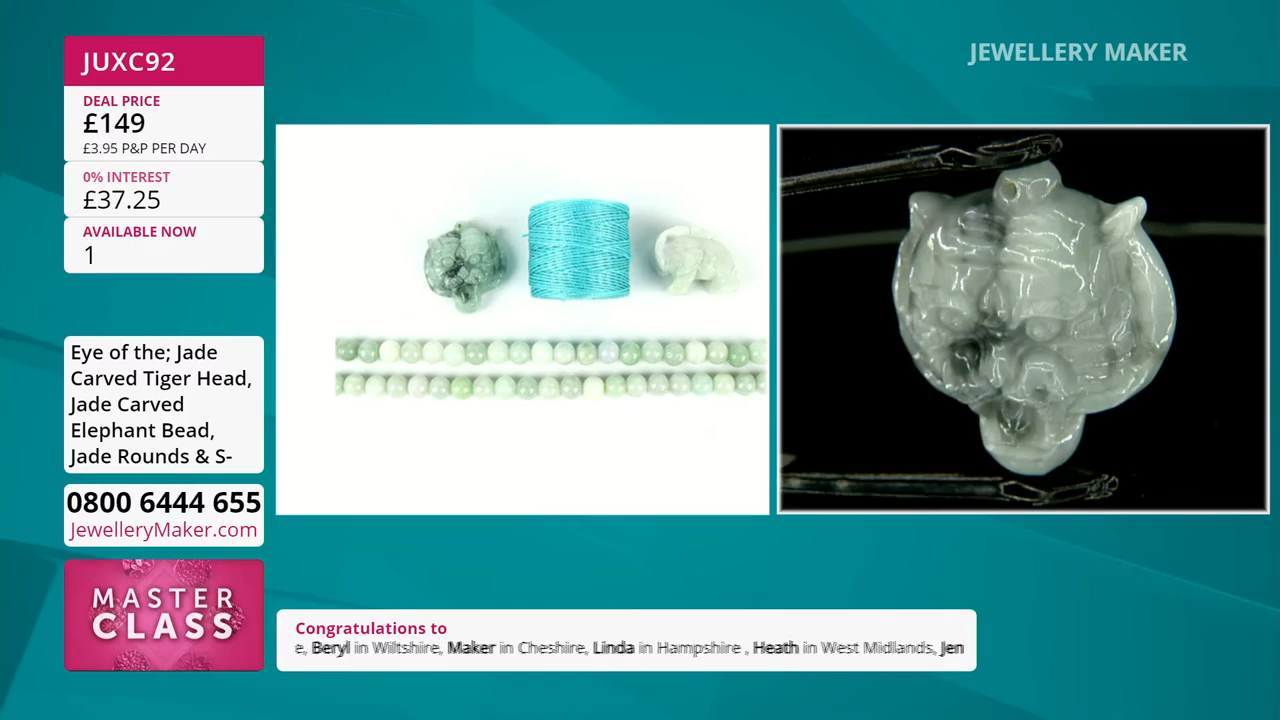 JUXC92
DEAL PRICE
£149
£3.95 P&P PER DAY
0% INTEREST
£37.25
AVAILABLE NOW
1
Eye of the; Jade
Carved Tiger Head,
Jade Carved
Elephant Bead,
Jade Rounds & S-
0800 6444 655
JewelleryMaker.com
MASTER
CLASS
JEWELLERY MAKER
Congratulations to
e, Beryl in Wiltshire, Maker in Cheshire, Linda in Hampshire , Heath in West Midlands, Jen